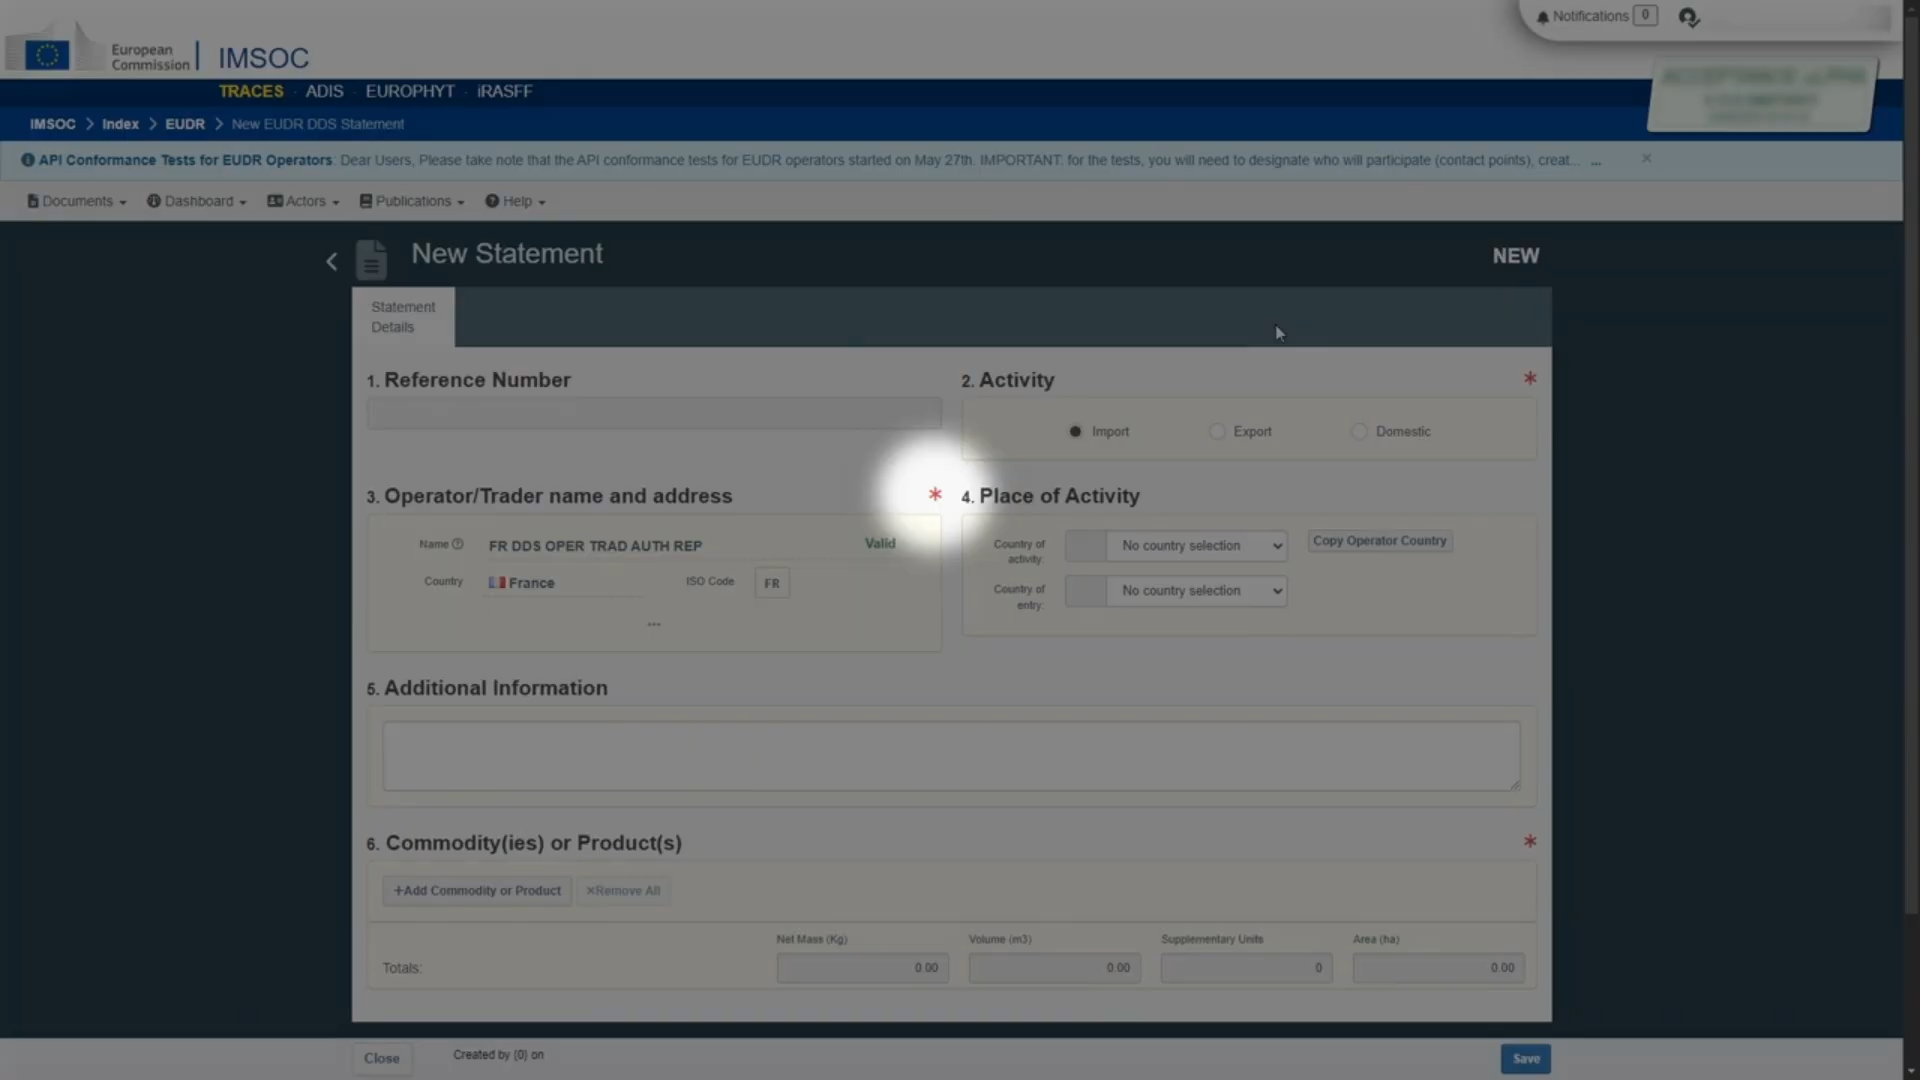 Notifications 0
European
Commission
IMSOC
TRACES · ADIS · EUROPHYT · iRASFF
IMSOC > Index > EUDR > New EUDR DDS Statement
API Conformance Tests for EUDR Operators: Dear Users, Please take note that the API conformance tests for EUDR operators started on May 27th. IMPORTANT: for the tests, you will need to designate who will participate (contact points), creat... ...
Documents
Dashboard
Actors
Publications
Help
New Statement
NEW
Statement
Details
1. Reference Number
2. Activity *
Import
Export
Domestic
3. Operator/Trader name and address *
Name
FR DDS OPER TRAD AUTH REP
Valid
Country
France
ISO Code
FR
...
4. Place of Activity
Country of
activity:
No country selection
Copy Operator Country
Country of
entry:
No country selection
5. Additional Information
6. Commodity(ies) or Product(s) *
+Add Commodity or Product
×Remove All
Net Mass (Kg)
Volume (m3)
Supplementary Units
Area (ha)
Totals:
0.00
0.00
0
0.00
Close
Created by (0) on
Save